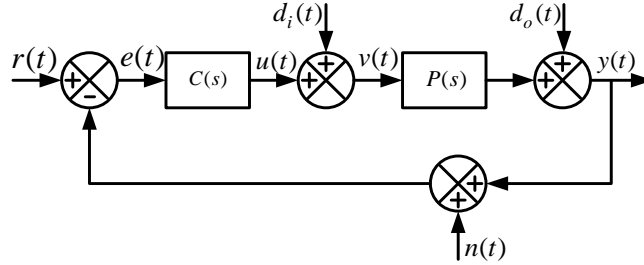 d_i(t) d_o(t)
r(t) e(t) C(s) u(t) v(t) P(s) y(t)
+ − + + + +
+ +
n(t)